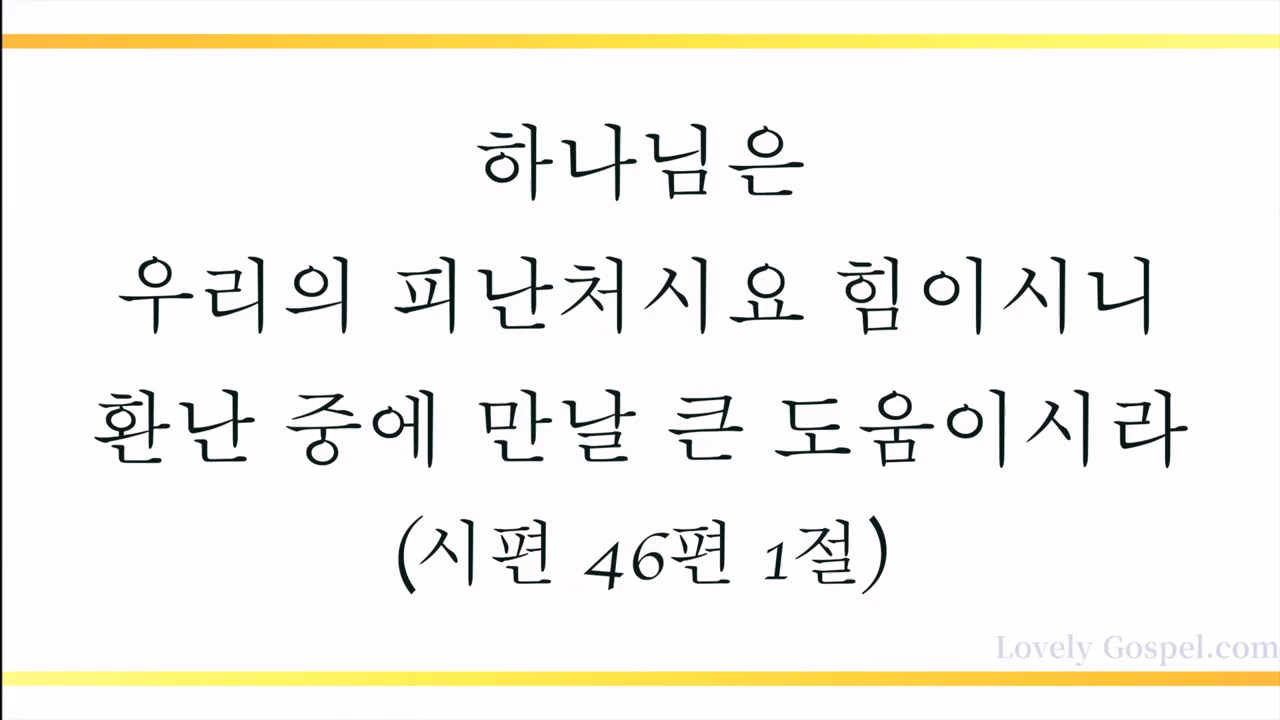 하나님은
우리의 피난처시요 힘이시니
환난 중에 만날 큰 도움이시라
(시편 46편 1절)
Lovely Gospel.com